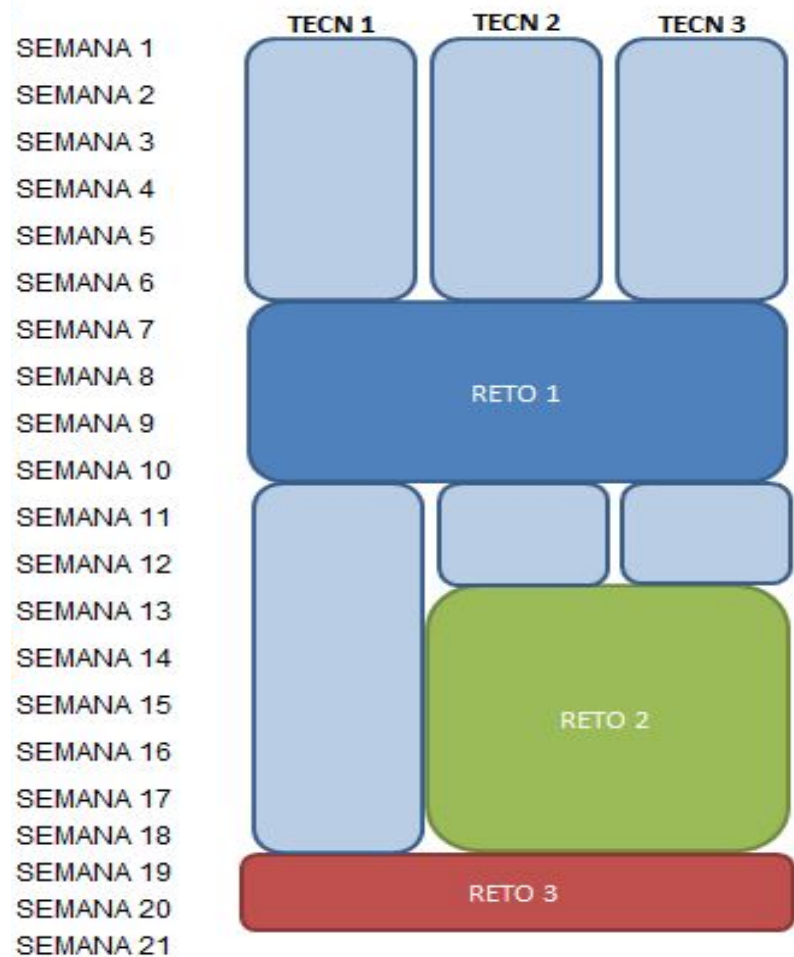 TECN 1 TECN 2 TECN 3
SEMANA 1
SEMANA 2
SEMANA 3
SEMANA 4
SEMANA 5
SEMANA 6
SEMANA 7
SEMANA 8
RETO 1
SEMANA 9
SEMANA 10
SEMANA 11
SEMANA 12
SEMANA 13
SEMANA 14
SEMANA 15
RETO 2
SEMANA 16
SEMANA 17
SEMANA 18
SEMANA 19
RETO 3
SEMANA 20
SEMANA 21